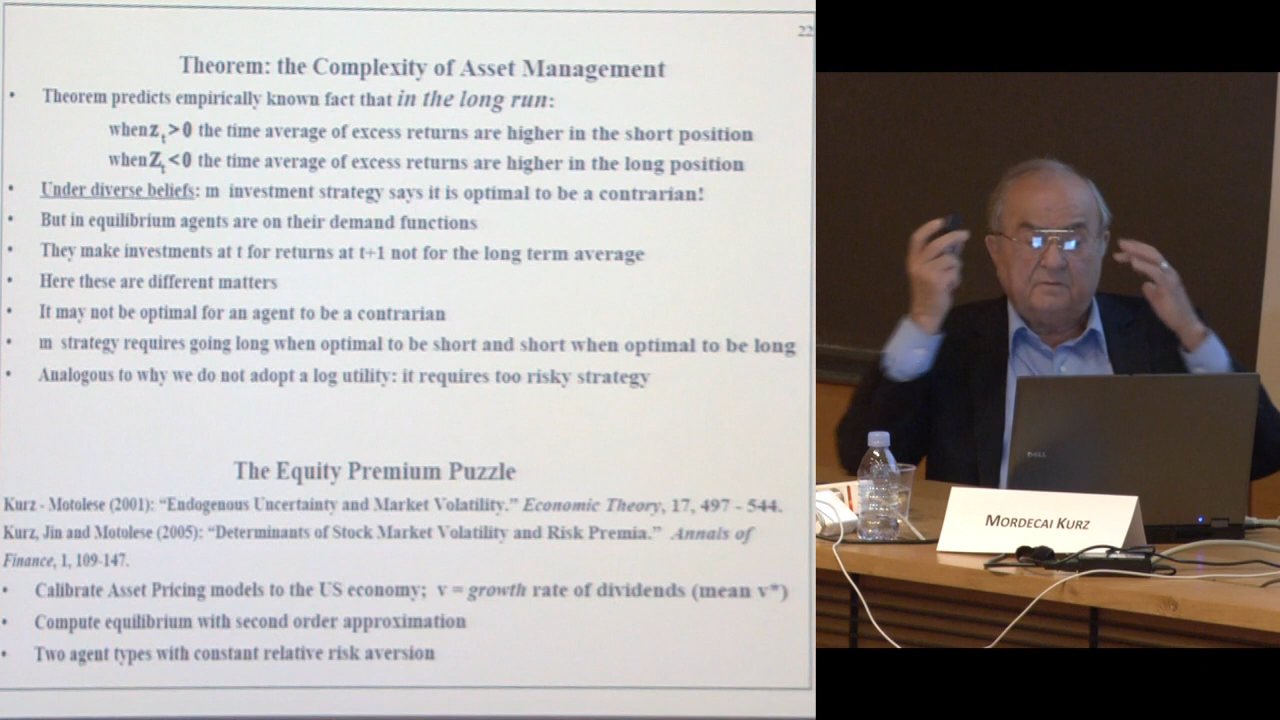 22
Theorem: the Complexity of Asset Management
• Theorem predicts empirically known fact that in the long run:
when z_t > 0 the time average of excess returns are higher in the short position
when Z_t < 0 the time average of excess returns are higher in the long position
• Under diverse beliefs: m investment strategy says it is optimal to be a contrarian!
• But in equilibrium agents are on their demand functions
• They make investments at t for returns at t+1 not for the long term average
• Here these are different matters
• It may not be optimal for an agent to be a contrarian
• m strategy requires going long when optimal to be short and short when optimal to be long
• Analogous to why we do not adopt a log utility: it requires too risky strategy
The Equity Premium Puzzle
Kurz - Motolese (2001): “Endogenous Uncertainty and Market Volatility.” Economic Theory, 17, 497 - 544.
Kurz, Jin and Motolese (2005): “Determinants of Stock Market Volatility and Risk Premia.” Annals of
Finance, 1, 109-147.
• Calibrate Asset Pricing models to the US economy; v = growth rate of dividends (mean v*)
• Compute equilibrium with second order approximation
• Two agent types with constant relative risk aversion
DELL
MORDECAI KURZ